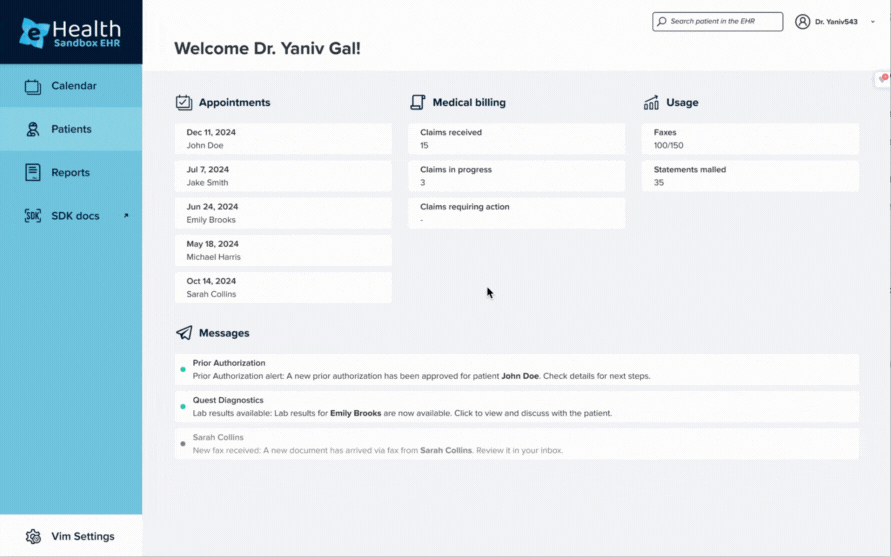 eHealth
Sandbox EHR
Search patient in the EHR
Dr. Yaniv543
Welcome Dr. Yaniv Gal!
Calendar
Patients
Reports
SDK
SDK docs
Vim Settings
Appointments
Dec 11, 2024
John Doe
Jul 7, 2024
Jake Smith
Jun 24, 2024
Emily Brooks
May 18, 2024
Michael Harris
Oct 14, 2024
Sarah Collins
Medical billing
Claims received
15
Claims in progress
3
Claims requiring action
-
Usage
Faxes
100/150
Statements malled
35
Messages
Prior Authorization
Prior Authorization alert: A new prior authorization has been approved for patient John Doe. Check details for next steps.
Quest Diagnostics
Lab results available: Lab results for Emily Brooks are now available. Click to view and discuss with the patient.
Sarah Collins
New fax received: A new document has arrived via fax from Sarah Collins. Review it in your inbox.